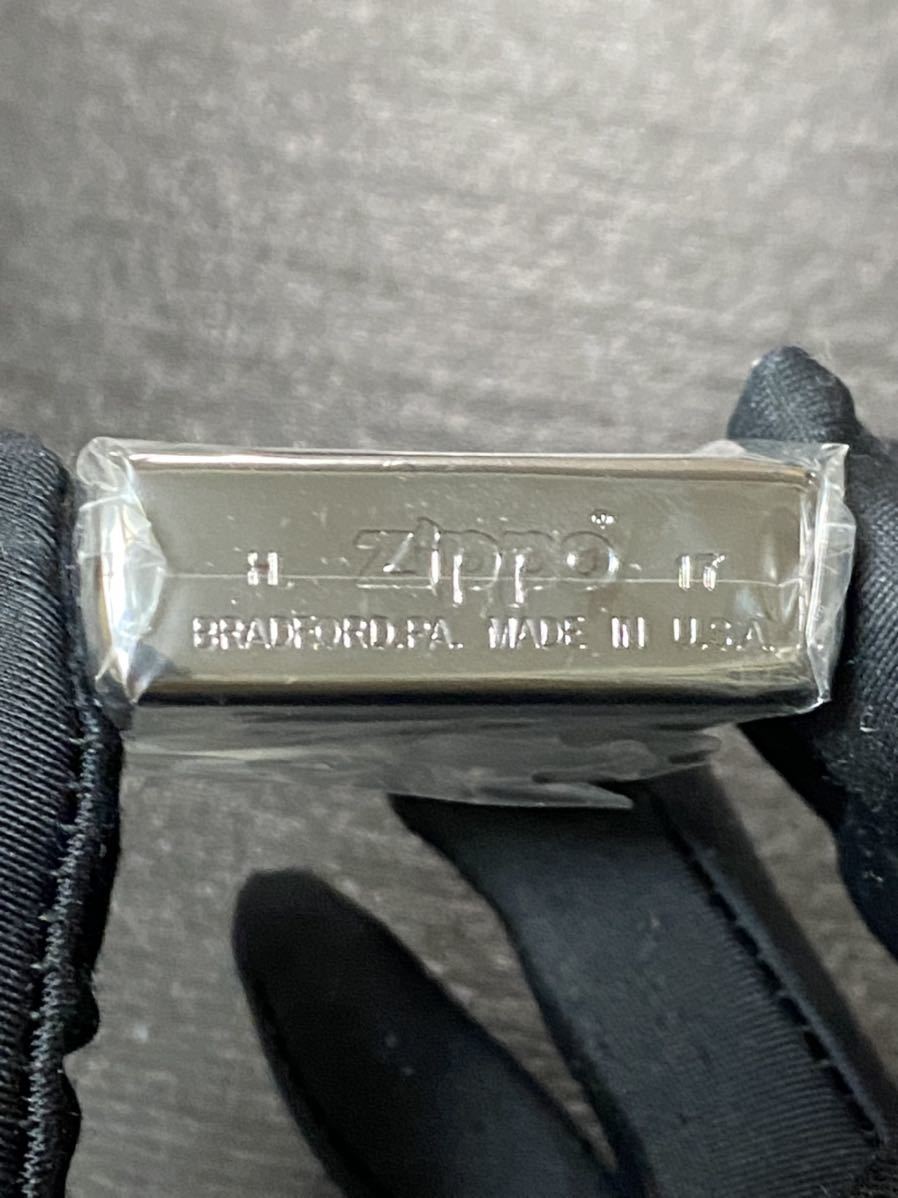 H Zippo® 17
BRADFORD.PA. MADE IN U.S.A.